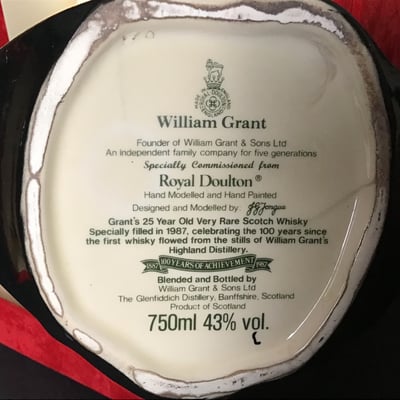 William Grant
Founder of William Grant & Sons Ltd
An independent family company for five generations
Specially Commissioned from
Royal Doulton®
Hand Modelled and Hand Painted
Designed and Modelled by
Grant's 25 Year Old Very Rare Scotch Whisky
Specially filled in 1987, celebrating the 100 years since
the first whisky flowed from the stills of William Grant's
Highland Distillery.
1887 100 YEARS OF ACHIEVEMENT 1987
Blended and Bottled by
William Grant & Sons Ltd
The Glenfiddich Distillery, Banffshire, Scotland
Product of Scotland
750ml 43% vol.